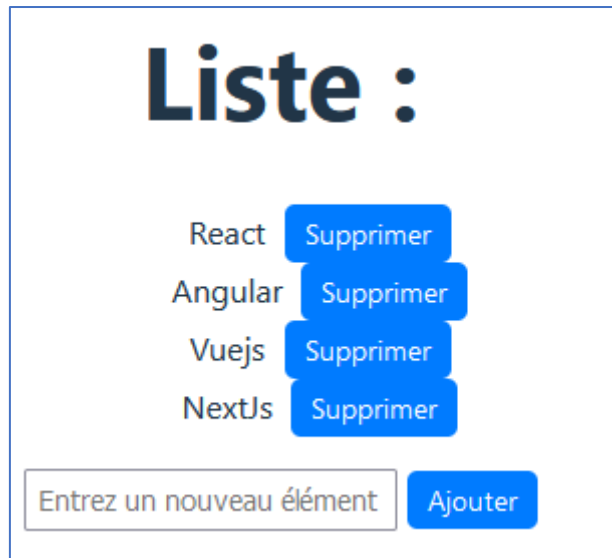 Liste :
React Supprimer
Angular Supprimer
Vuejs Supprimer
NextJs Supprimer
Entrez un nouveau élément Ajouter